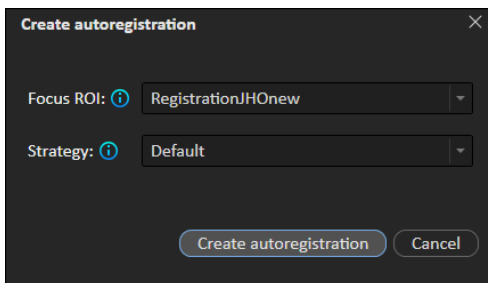 Create autoregistration
Focus ROI: RegistrationJHOnew
Strategy: Default
Create autoregistration Cancel